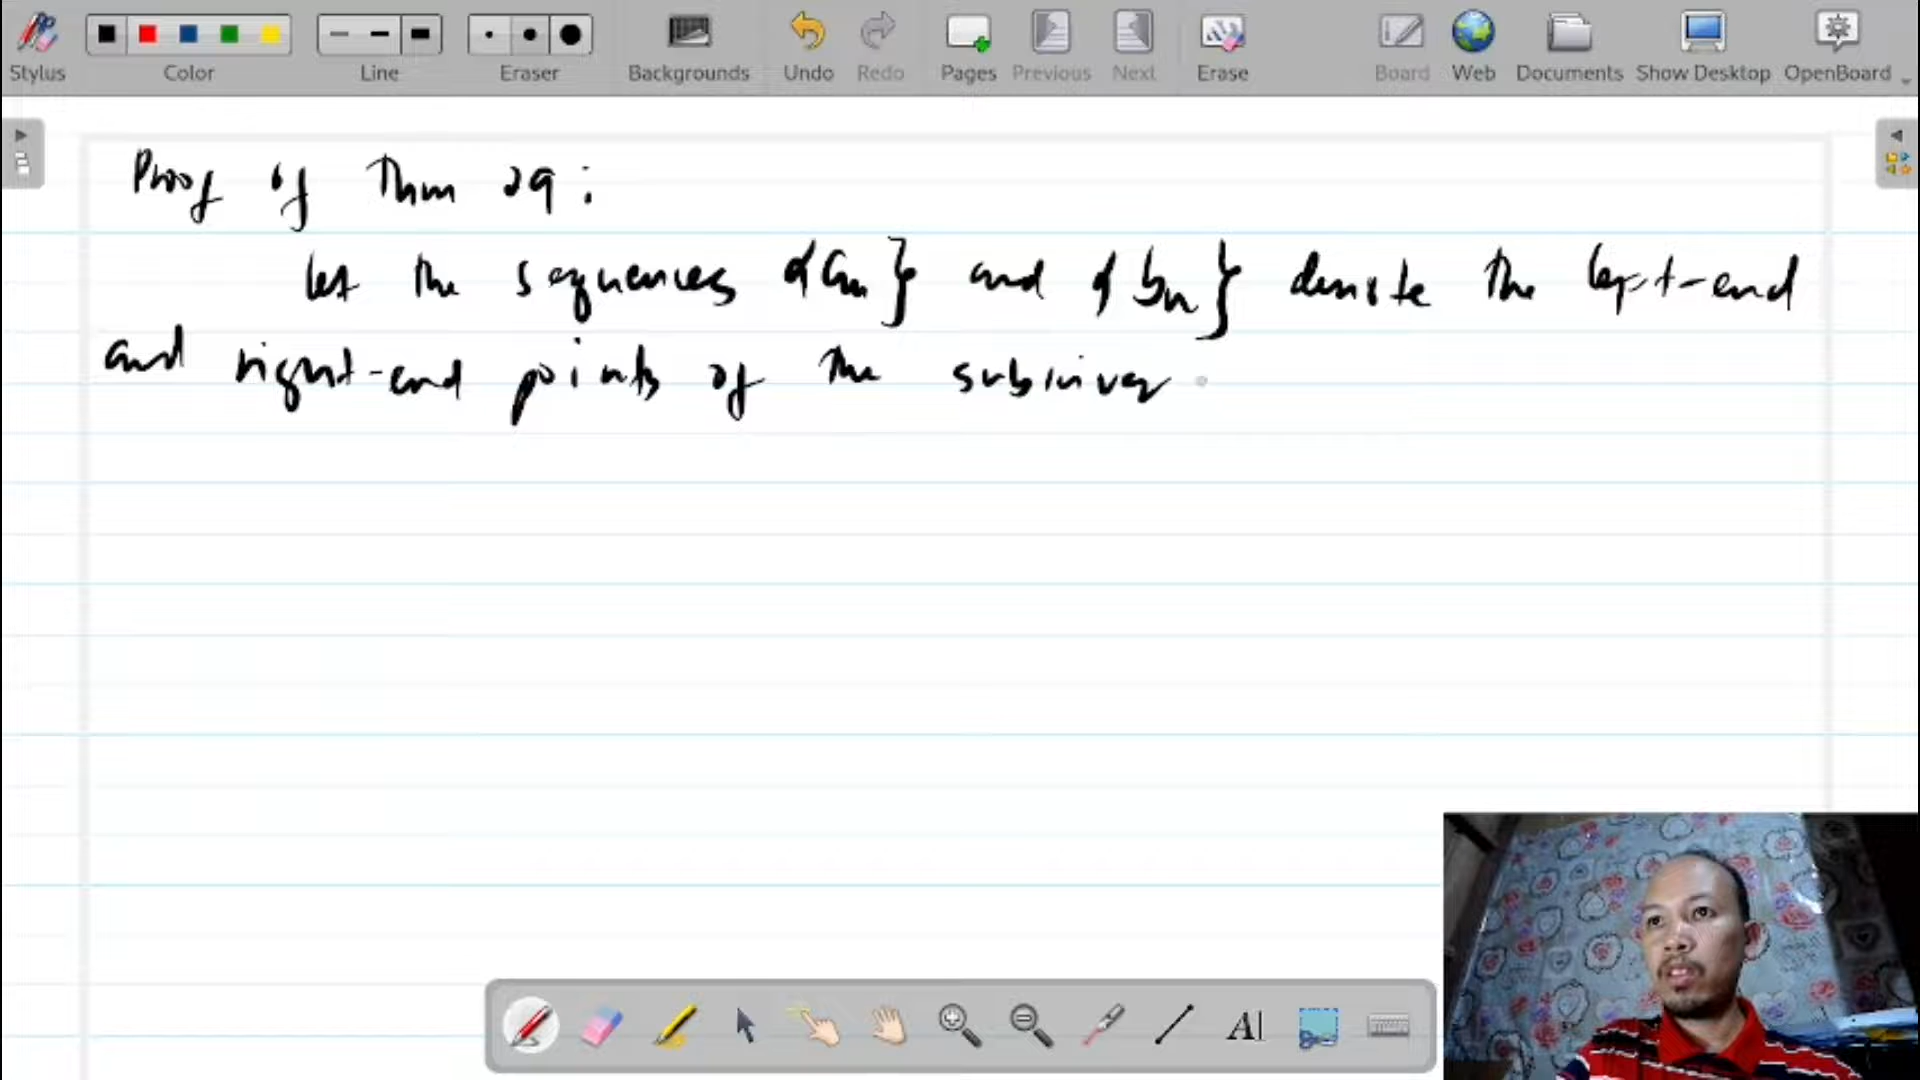 Stylus
Color
Line
Eraser
Backgrounds
Undo
Redo
Pages
Previous
Next
Erase
Board
Web
Documents
Show Desktop
OpenBoard
Proof of Thm 29:
let the sequences {an} and {bn} denote the left-end
and right-end points of the subinver